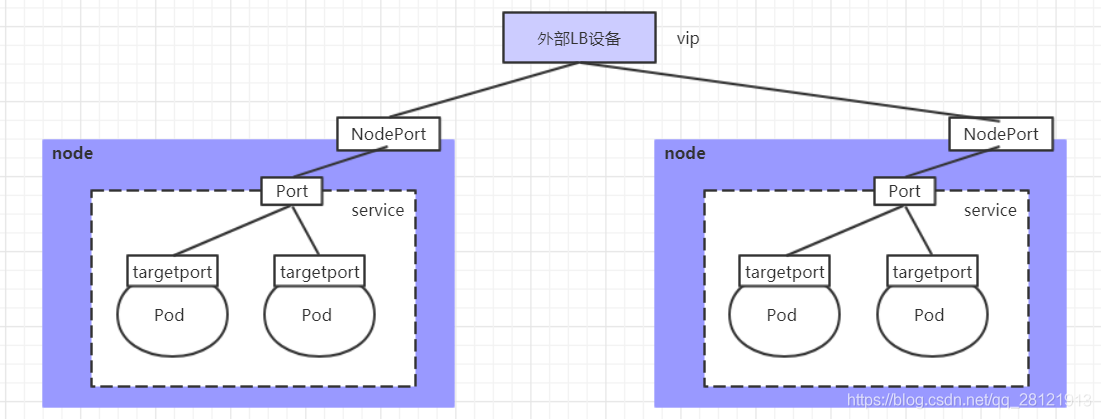 外部LB设备
vip
NodePort
NodePort
node
node
Port
Port
service
service
targetport
targetport
targetport
targetport
Pod
Pod
Pod
Pod
https://blog.csdn.net/qq_28121913